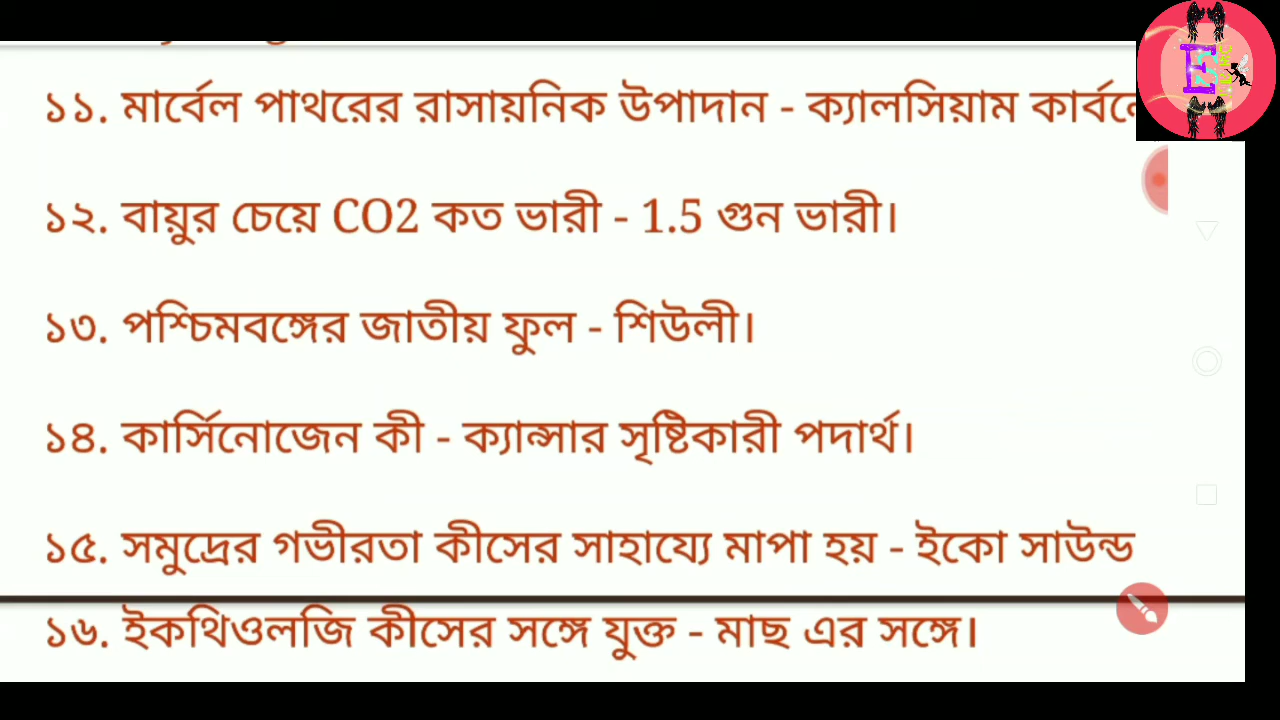 ১১. মার্বেল পাথরের রাসায়নিক উপাদান - ক্যালসিয়াম
১২. বায়ুর চেয়ে CO2 কত ভারী - 1.5 গুন ভারী।
১৩. পশ্চিমবঙ্গের জাতীয় ফুল - শিউলী।
১৪. কার্সিনোজেন কী - ক্যান্সার সৃষ্টিকারী পদার্থ।
১৫. সমুদ্রের গভীরতা কীসের সাহায্যে মাপা হয় - ইকো সাউন্ড
১৬. ইকথিওলজি কীসের সঙ্গে যুক্ত - মাছ এর সঙ্গে।